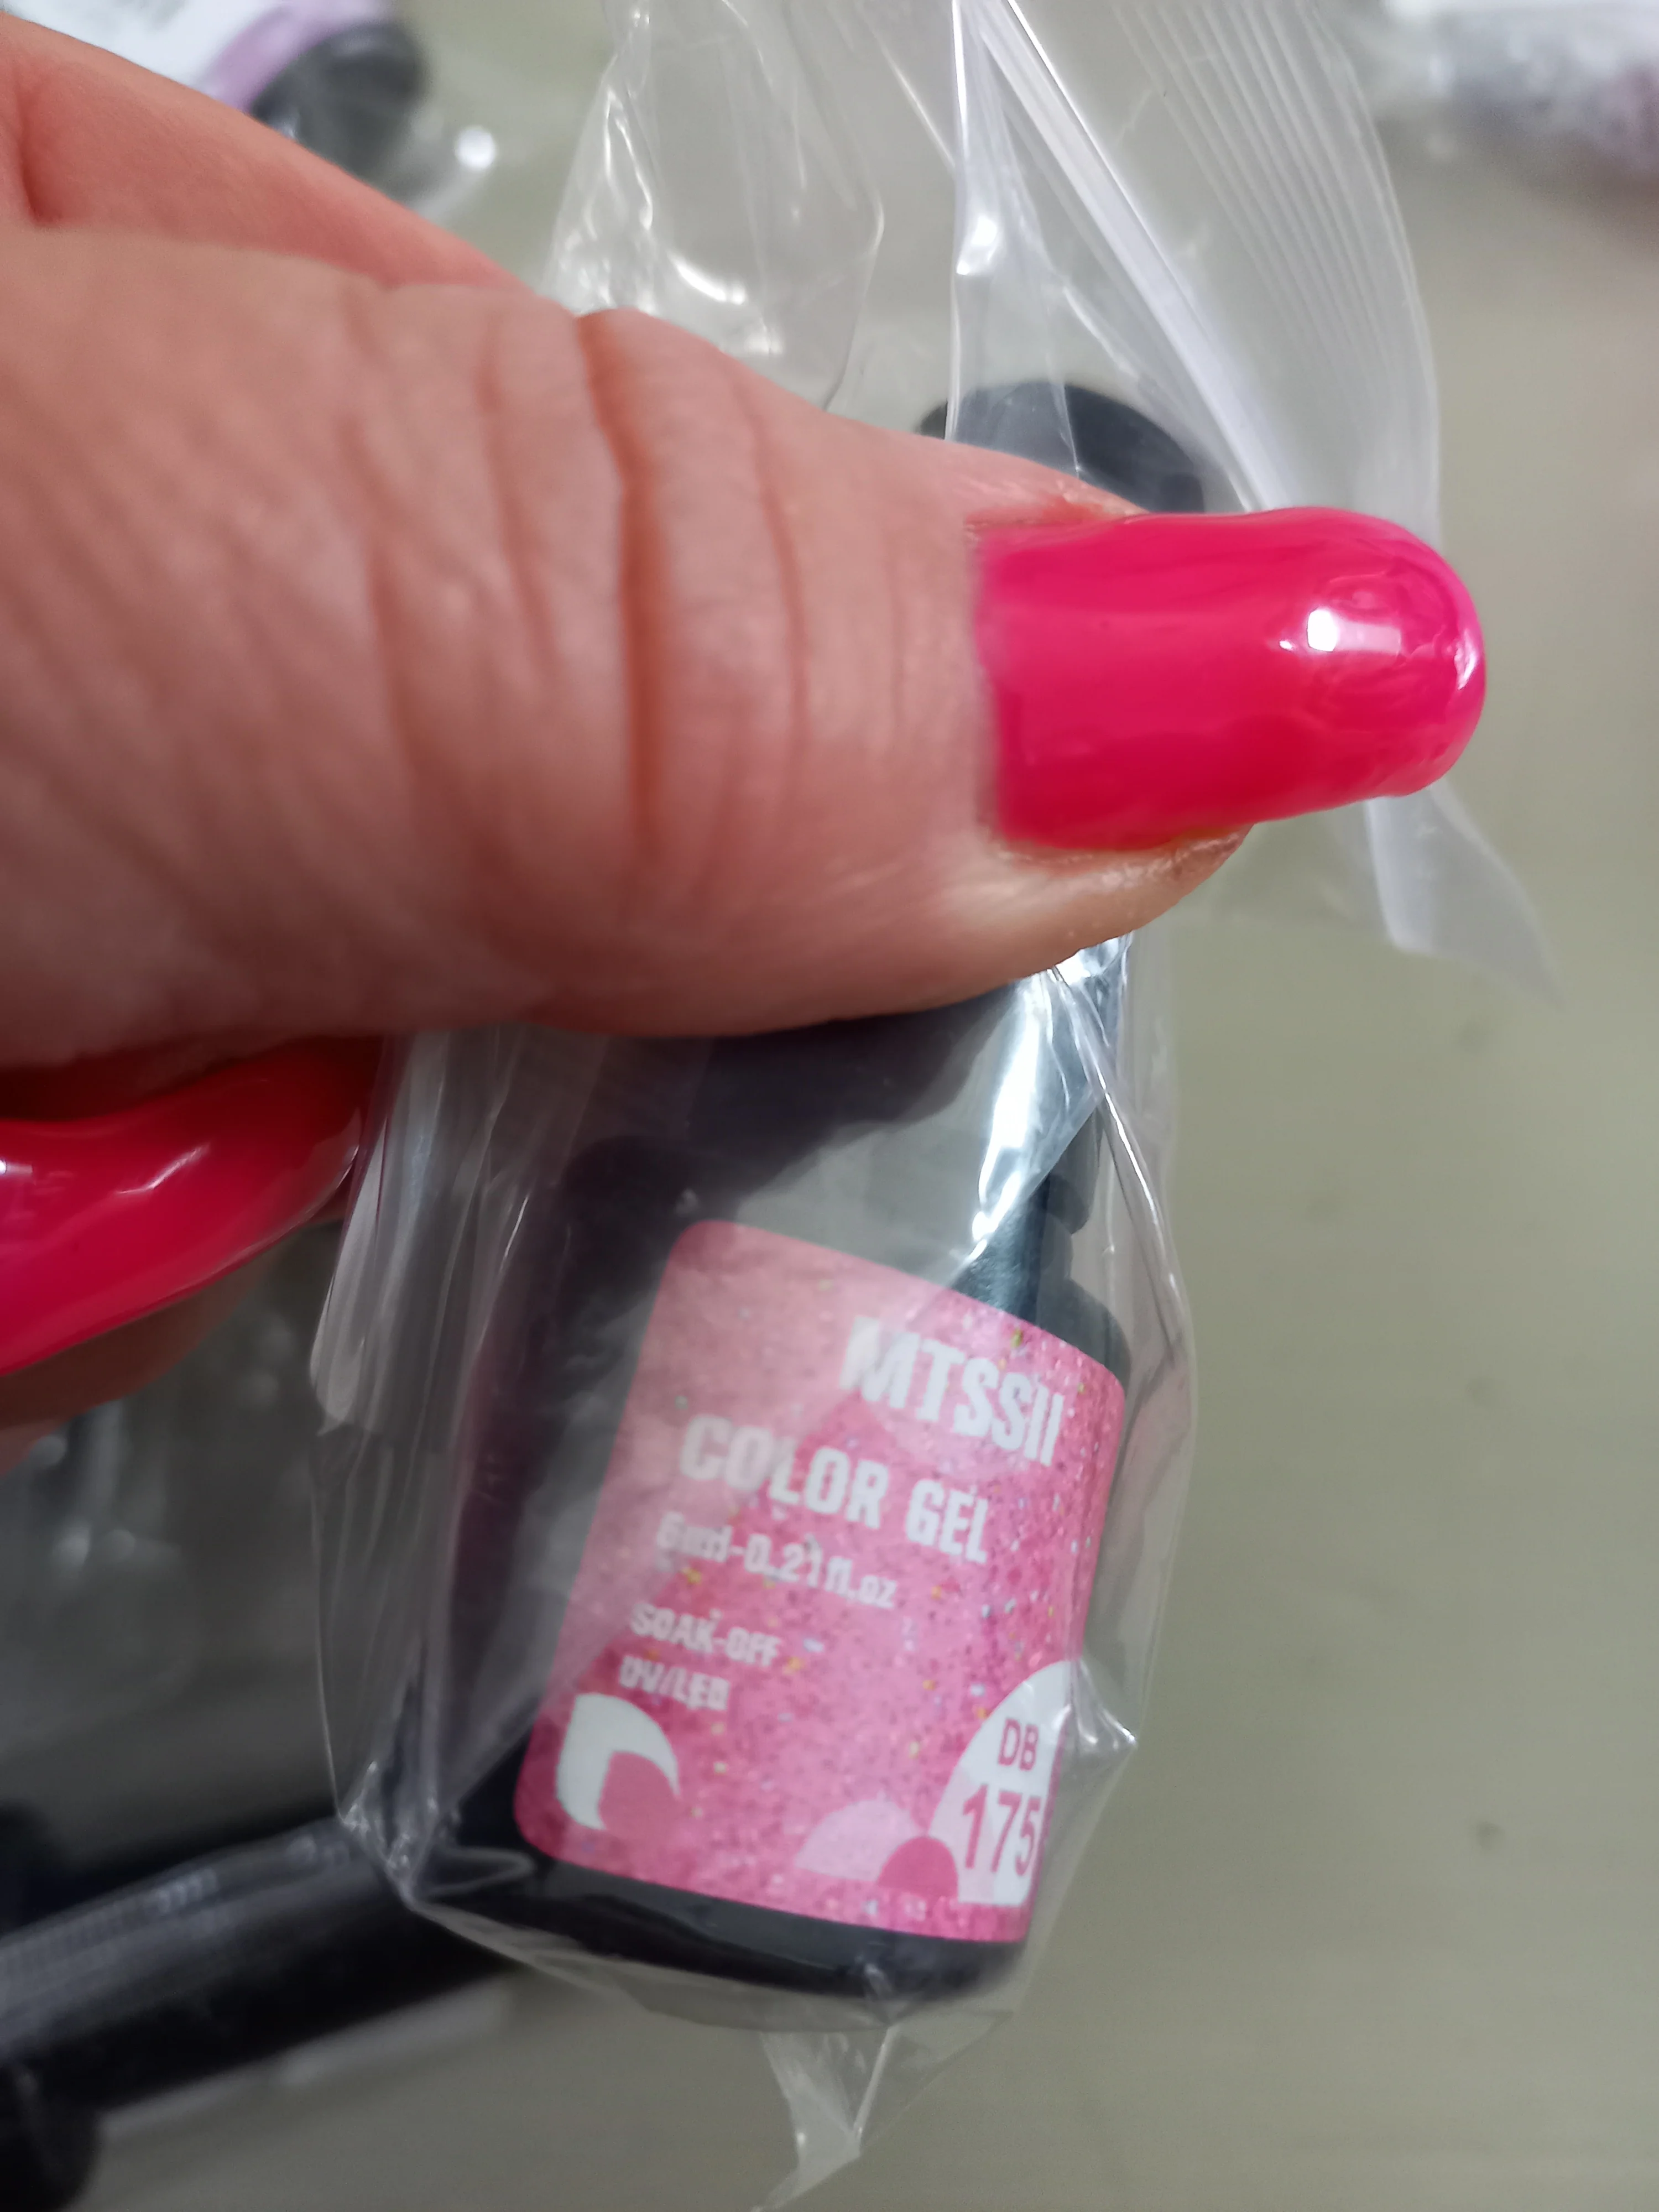 MTSSII
COLOR GEL
6ml-0.21fl.oz
SOAK-OFF
UV/LED
DB
175